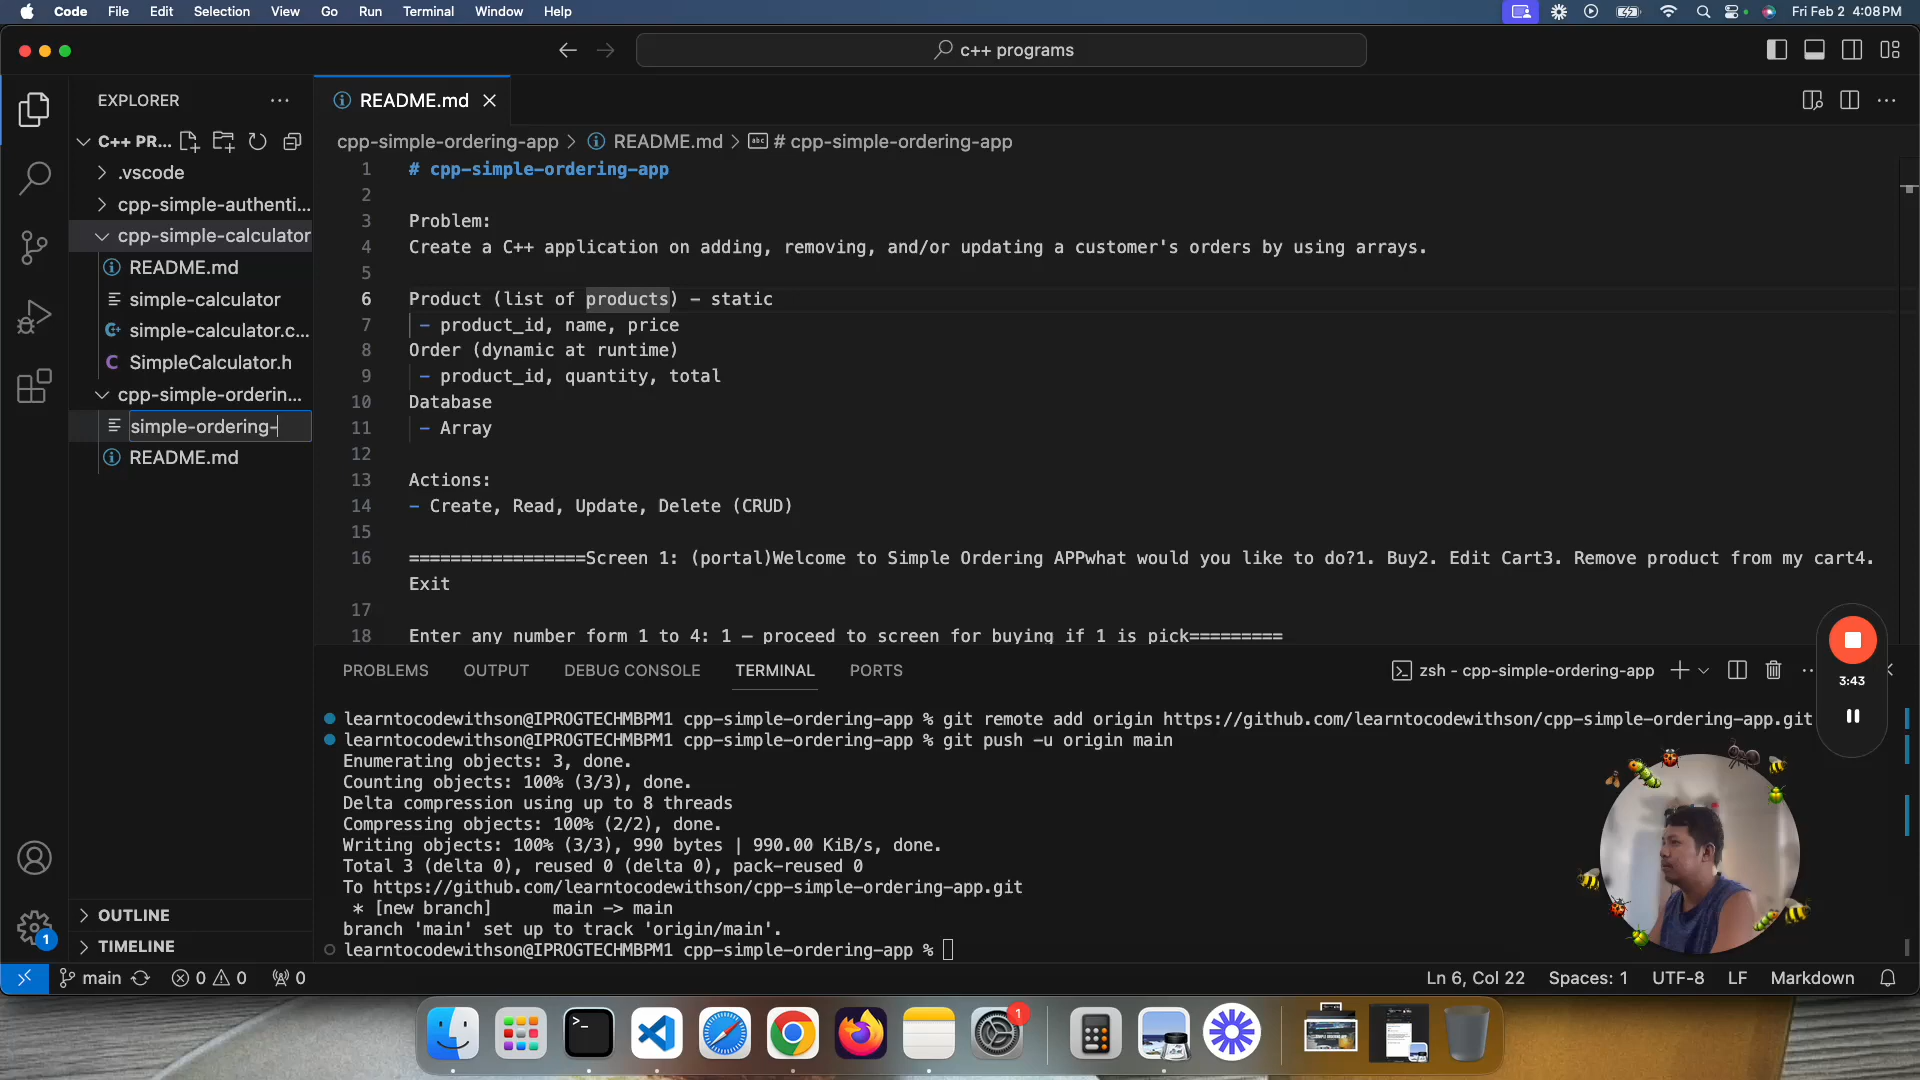 Code File Edit Selection View Go Run Terminal Window Help Fri Feb 2 4:08 PM
c++ programs
EXPLORER
README.md
C++ PR...
cpp-simple-ordering-app > README.md > # cpp-simple-ordering-app
.vscode
cpp-simple-authenti...
cpp-simple-calculator
README.md
simple-calculator
simple-calculator.c...
SimpleCalculator.h
cpp-simple-orderin...
simple-ordering-
README.md
OUTLINE
TIMELINE
1 # cpp-simple-ordering-app
2
3 Problem:
4 Create a C++ application on adding, removing, and/or updating a customer's orders by using arrays.
5
6 Product (list of products) - static
7 - product_id, name, price
8 Order (dynamic at runtime)
9 - product_id, quantity, total
10 Database
11 - Array
12
13 Actions:
14 - Create, Read, Update, Delete (CRUD)
15
16 =================Screen 1: (portal)Welcome to Simple Ordering APPwhat would you like to do?1. Buy2. Edit Cart3. Remove product from my cart4.
Exit
17
18 Enter any number form 1 to 4: 1 - proceed to screen for buying if 1 is pick=========
PROBLEMS OUTPUT DEBUG CONSOLE TERMINAL PORTS
zsh - cpp-simple-ordering-app
3:43
learntocodewithson@IPROGTECHMBPM1 cpp-simple-ordering-app % git remote add origin https://github.com/learntocodewithson/cpp-simple-ordering-app.git
learntocodewithson@IPROGTECHMBPM1 cpp-simple-ordering-app % git push -u origin main
Enumerating objects: 3, done.
Counting objects: 100% (3/3), done.
Delta compression using up to 8 threads
Compressing objects: 100% (2/2), done.
Writing objects: 100% (3/3), 990 bytes | 990.00 KiB/s, done.
Total 3 (delta 0), reused 0 (delta 0), pack-reused 0
To https://github.com/learntocodewithson/cpp-simple-ordering-app.git
* [new branch] main -> main
branch 'main' set up to track 'origin/main'.
learntocodewithson@IPROGTECHMBPM1 cpp-simple-ordering-app %
1
main 0 0 0
Ln 6, Col 22 Spaces: 1 UTF-8 LF Markdown
1